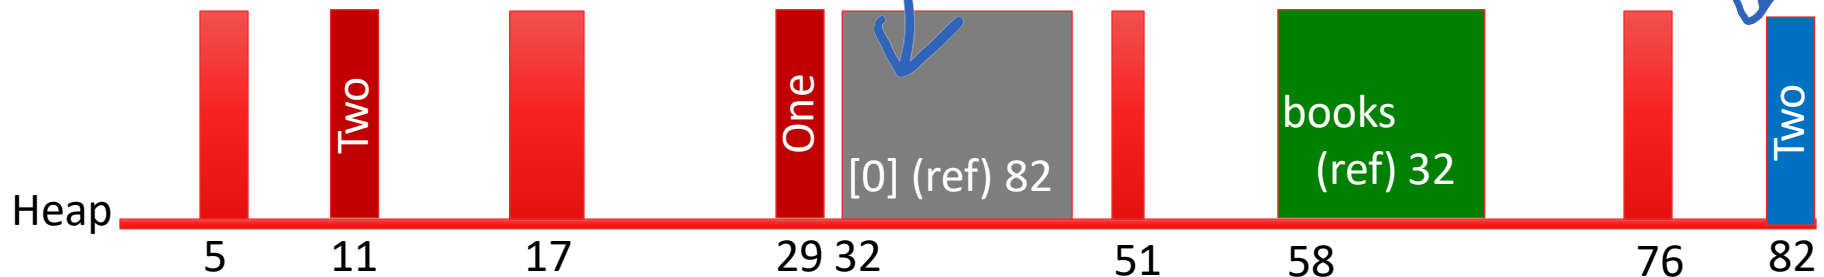 Two
One
[0] (ref) 82
books
(ref) 32
Two
Heap
5 11 17 29 32 51 58 76 82